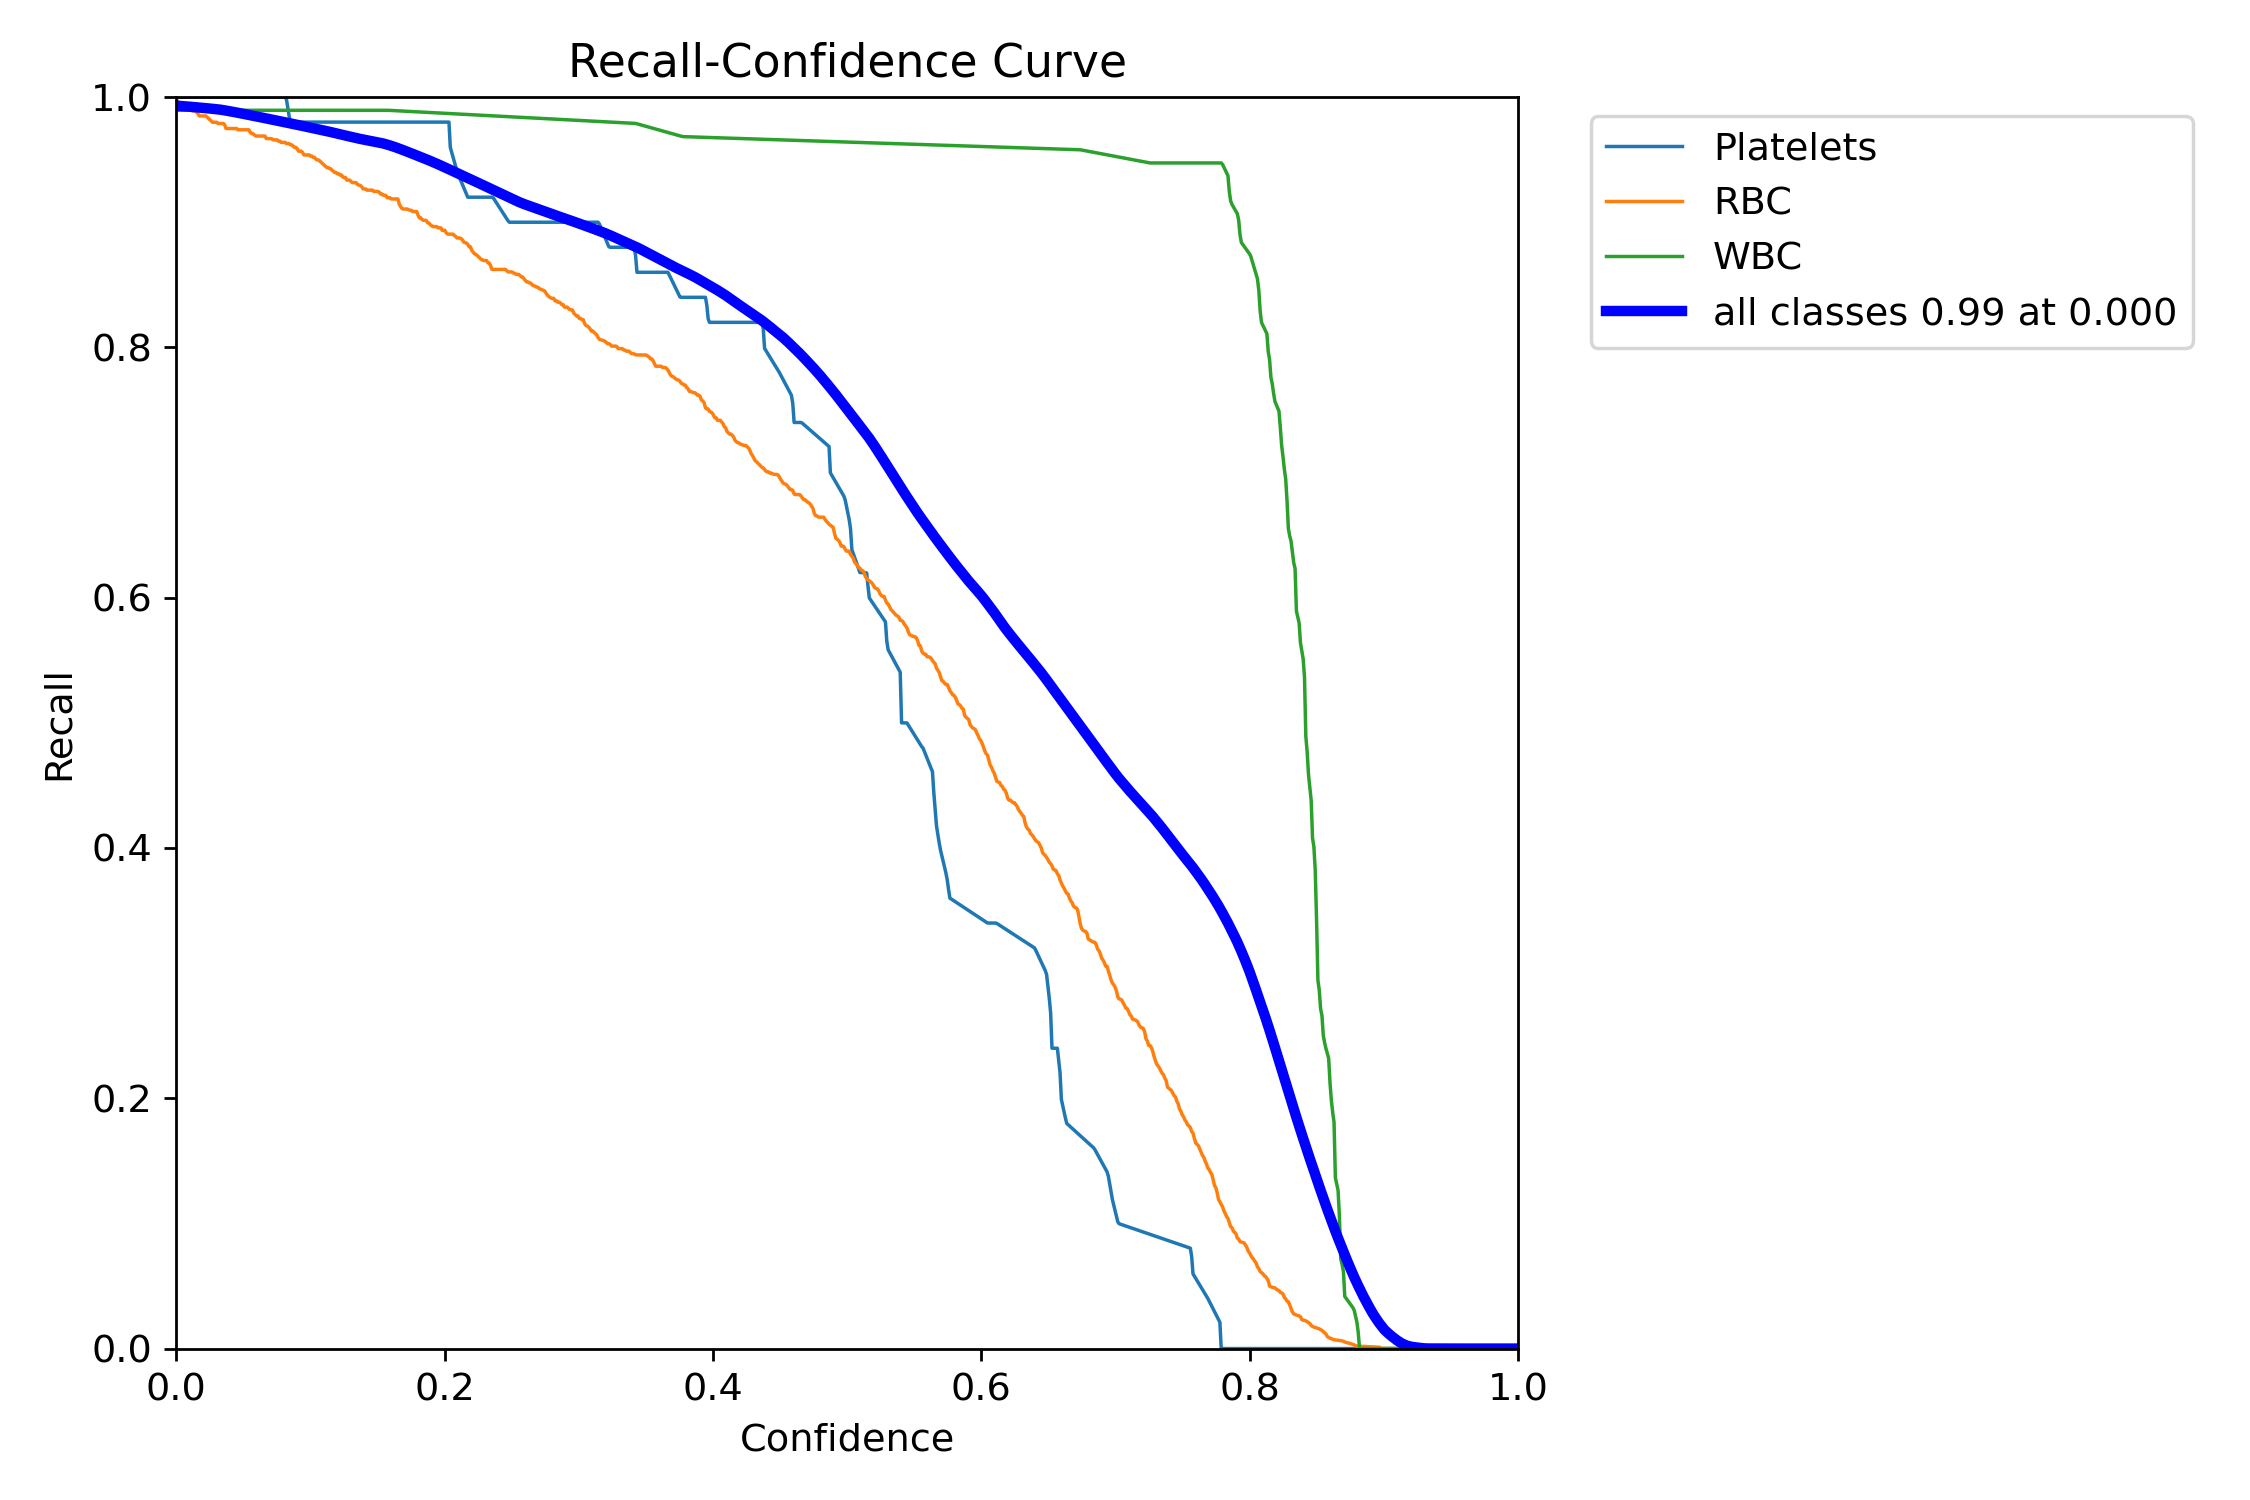 Recall-Confidence Curve
1.0
0.8
0.6
0.4
0.2
0.0
Recall
0.0 0.2 0.4 0.6 0.8 1.0
Confidence
Platelets
RBC
WBC
all classes 0.99 at 0.000